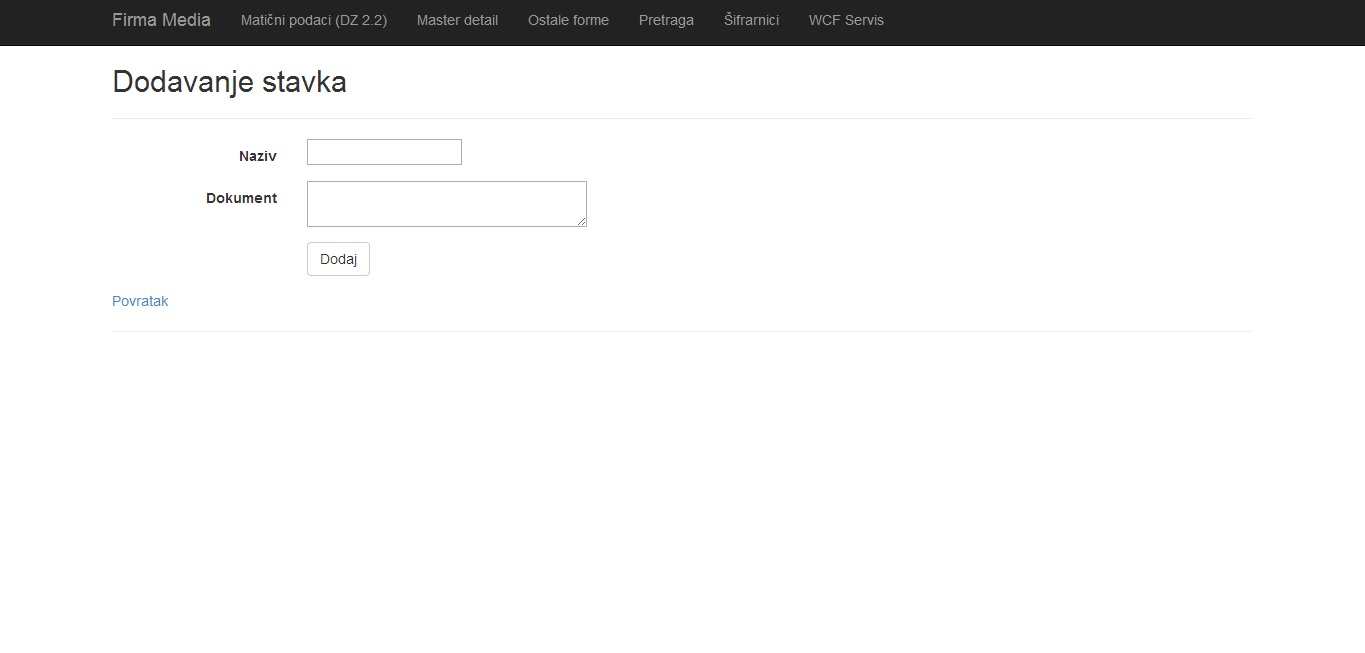 Firma Media Matični podaci (DZ 2.2) Master detail Ostale forme Pretraga Šifrarnici WCF Servis
Dodavanje stavka
Naziv
Dokument
Dodaj
Povratak